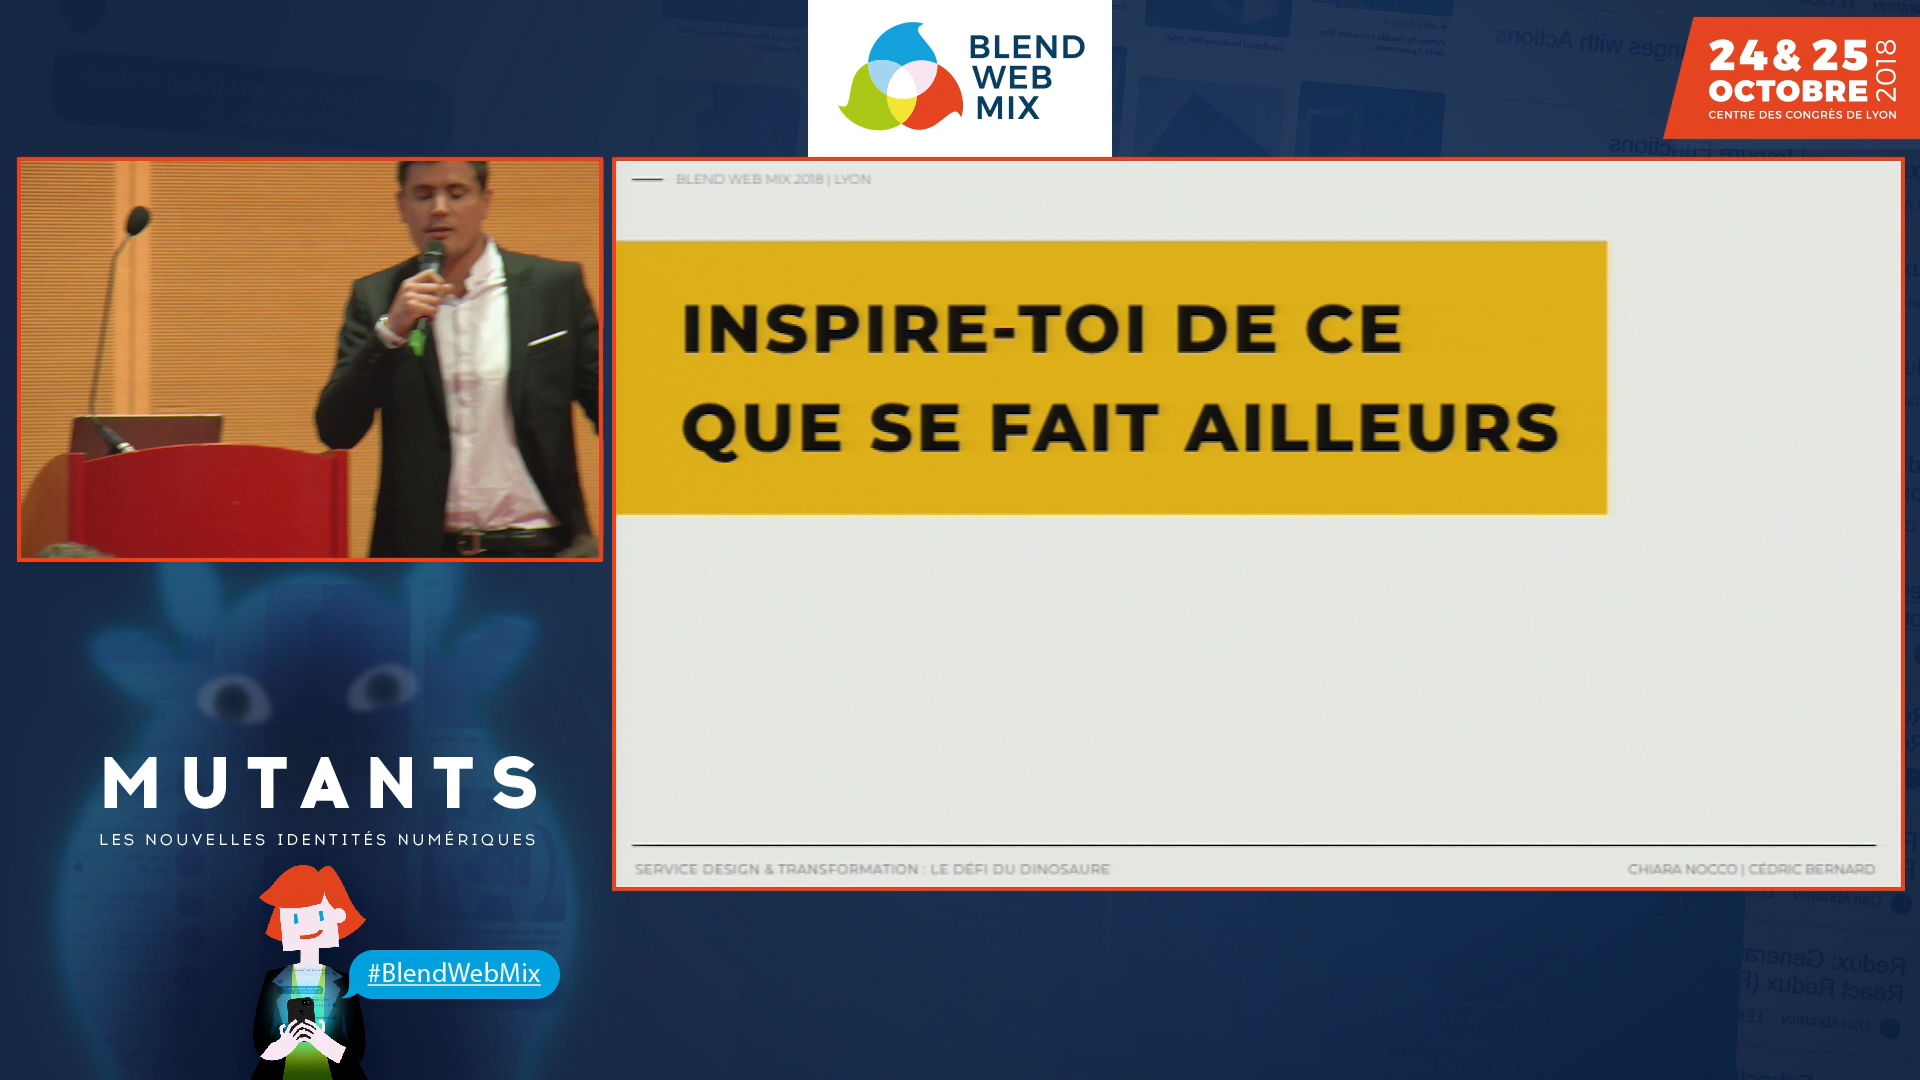 BLEND
WEB
MIX
24 & 25
OCTOBRE
2018
CENTRE DES CONGRÈS DE LYON
BLEND WEB MIX 2018 | LYON
INSPIRE-TOI DE CE
QUE SE FAIT AILLEURS
SERVICE DESIGN & TRANSFORMATION : LE DÉFI DU DINOSAURE
CHIARA NOCCO | CÉDRIC BERNARD
MUTANTS
LES NOUVELLES IDENTITÉS NUMÉRIQUES
#BlendWebMix